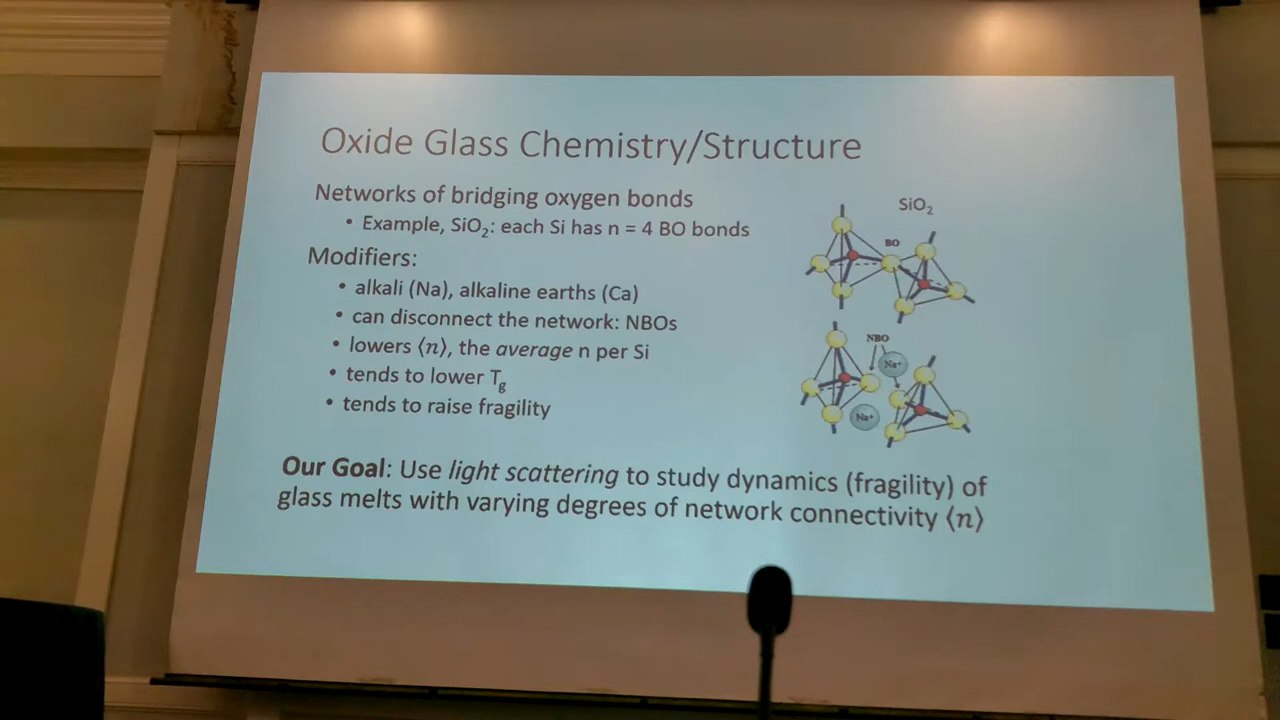 Oxide Glass Chemistry/Structure
Networks of bridging oxygen bonds
• Example, SiO₂: each Si has n = 4 BO bonds
Modifiers:
• alkali (Na), alkaline earths (Ca)
• can disconnect the network: NBOs
• lowers ⟨n⟩, the average n per Si
• tends to lower Tg
• tends to raise fragility
SiO₂
BO
NBO
Na⁺
Na⁺
Our Goal: Use light scattering to study dynamics (fragility) of
glass melts with varying degrees of network connectivity ⟨n⟩